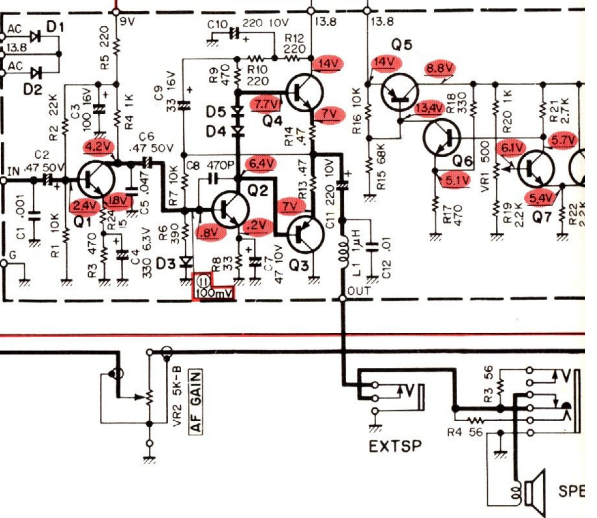 AC
D1
13.8
AC
D2
9V
R5 220
R2 22K
C3 100 16V
R4 1K
4.2V
C6 .47 50V
IN
C2 .47 50V
Q1
2.4V
1.8V
R24 15
C5 .047
C1 .001
R1 10K
R3 470
C4 330 6.3V
G
C10 220 10V
13.8
13.8
R12 220
R10 220
R9 470
C9 33 16V
14V
7.7V
Q4
D5
D4
R14 .47
C8 470P
6.4V
R7 10K
Q2
R13 .47
C11 220 10V
R6 390
.8V
.2V
7V
7V
Q3
D3
R8 33
C7 47 10V
L1 1μH
C12 .01
11
100mV
OUT
Q5
14V
8.8V
R16 10K
13.4V
R18 330
R20 1K
R21 2.7K
Q6
R15 68K
5.1V
VR1 500
6.1V
5.7V
R17 470
R19 2.2K
5.4V
Q7
R22 2.2K
VR2 5K-B
AF GAIN
EXTSP
R3 56
R4 56
SPE